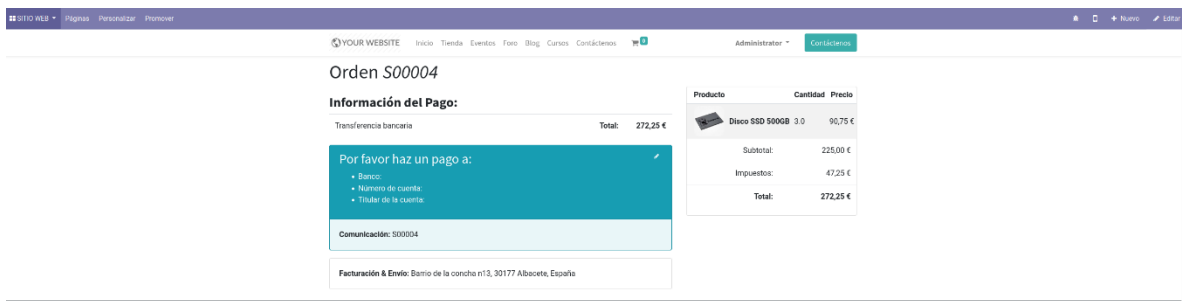 SITIO WEB Páginas Personalizar Promover + Nuevo Editar
YOUR WEBSITE Inicio Tienda Eventos Foro Blog Cursos Contáctenos 0 Administrator Contáctenos
Orden S00004
Información del Pago:
Transferencia bancaria Total: 272,25 €
Por favor haz un pago a:
• Banco:
• Número de cuenta:
• Titular de la cuenta:
Comunicación: S00004
Facturación & Envío: Barrio de la concha n13, 30177 Albacete, España
Producto Cantidad Precio
Disco SSD 500GB 3.0 90,75 €
Subtotal: 225,00 €
Impuestos: 47,25 €
Total: 272,25 €